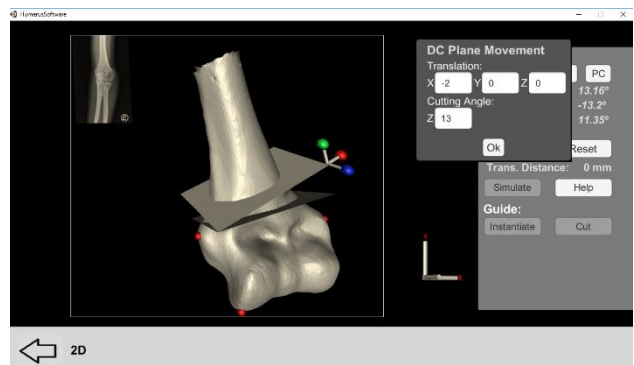 HumerusSoftware
DC Plane Movement
Translation:
X -2 Y 0 Z 0
Cutting Angle:
Z 13
Ok
PC
13.16º
-13.2º
11.35º
Reset
Trans. Distance: 0 mm
Simulate Help
Guide:
Instantiate Cut
2D